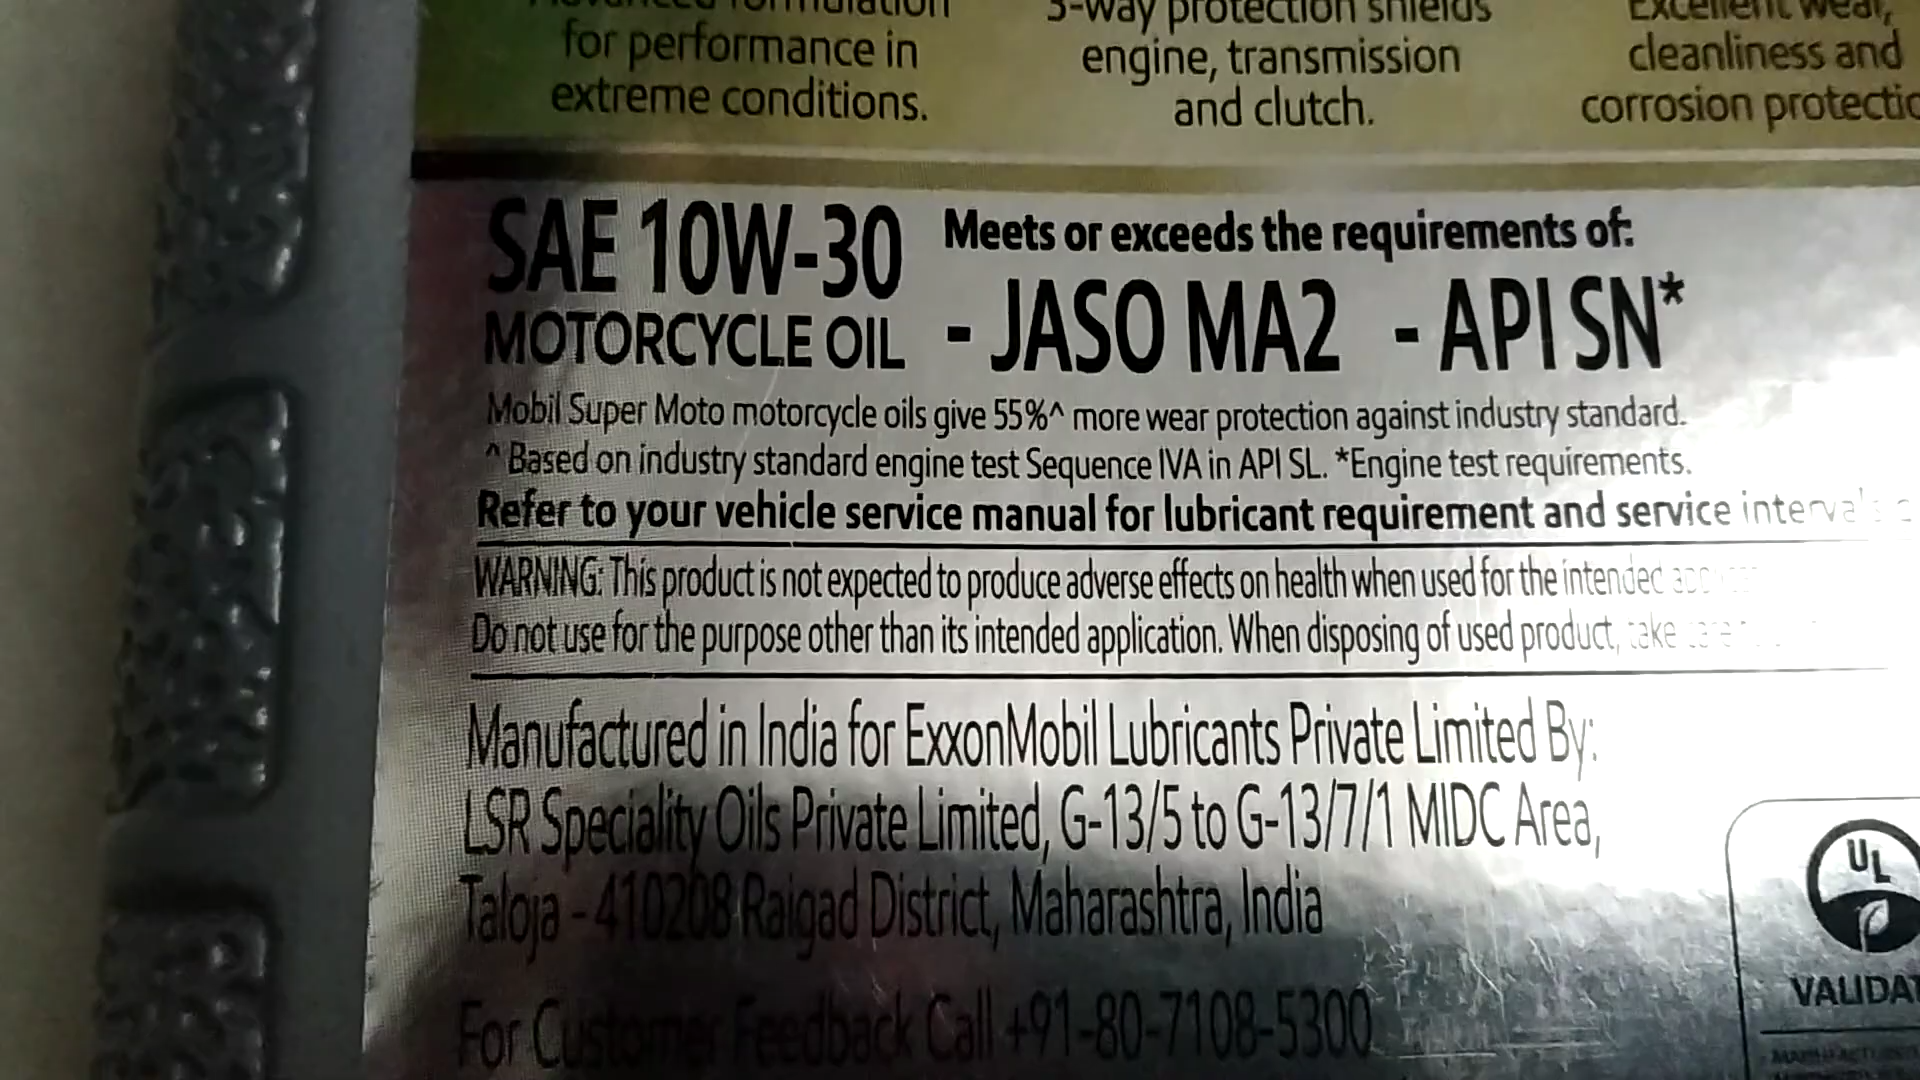 for performance in
extreme conditions.
3-way protection shields
engine, transmission
and clutch.
Excellent wear,
cleanliness and
corrosion
SAE 10W-30
MOTORCYCLE OIL
Meets or exceeds the requirements of:
- JASO MA2 - API SN*
Mobil Super Moto motorcycle oils give 55%^ more wear protection against industry standard.
^ Based on industry standard engine test Sequence IVA in API SL. *Engine test requirements.
Refer to your vehicle service manual for lubricant requirement and service
WARNING: This product is not expected to produce adverse effects on health when used for the intended
Do not use for the purpose other than its intended application. When disposing of used product, take
Manufactured in India for ExxonMobil Lubricants Private Limited By:
LSR Speciality Oils Private Limited, G-13/5 to G-13/7/1 MIDC Area,
Taloja - 410208 Raigad District, Maharashtra, India
For Customer Feedback Call +91-80-7108-5300
UL